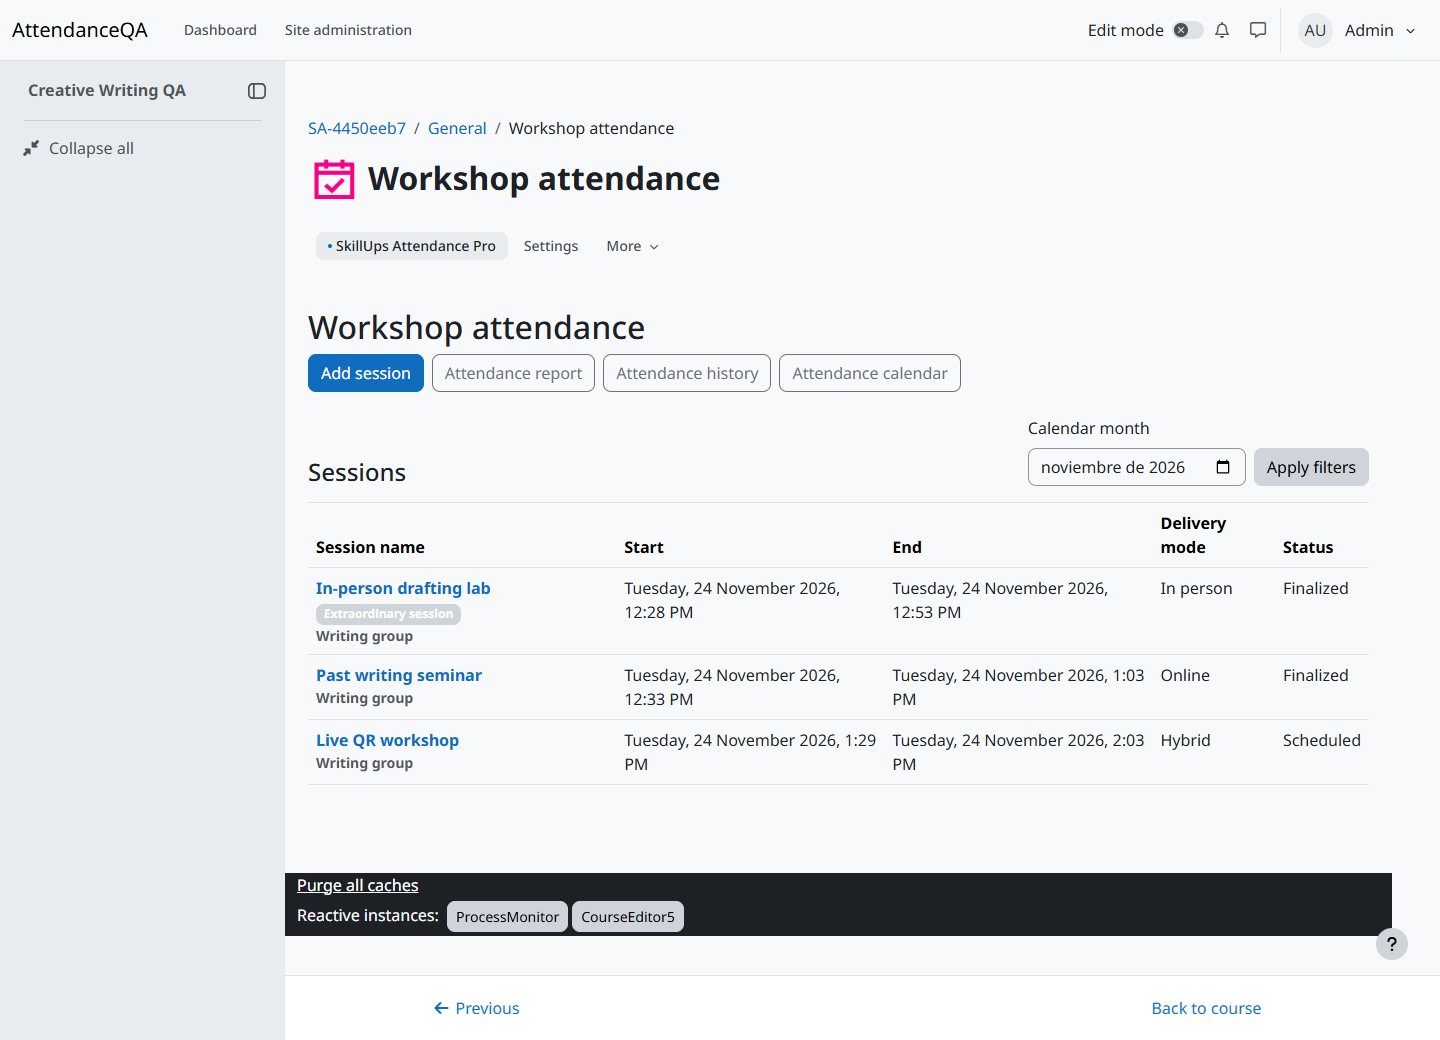 AttendanceQA
Dashboard
Site administration
Edit mode
AU
Admin
Creative Writing QA
Collapse all
SA-4450eeb7 / General / Workshop attendance
Workshop attendance
SkillUps Attendance Pro
Settings
More
Workshop attendance
Add session
Attendance report
Attendance history
Attendance calendar
Calendar month
Sessions
noviembre de 2026
Apply filters
Session name
Start
End
Delivery
mode
Status
In-person drafting lab
Extraordinary session
Writing group
Tuesday, 24 November 2026,
12:28 PM
Tuesday, 24 November 2026,
12:53 PM
In person
Finalized
Past writing seminar
Writing group
Tuesday, 24 November 2026,
12:33 PM
Tuesday, 24 November 2026, 1:03
PM
Online
Finalized
Live QR workshop
Writing group
Tuesday, 24 November 2026, 1:29
PM
Tuesday, 24 November 2026, 2:03
PM
Hybrid
Scheduled
Purge all caches
Reactive instances:
ProcessMonitor
CourseEditor5
?
Previous
Back to course